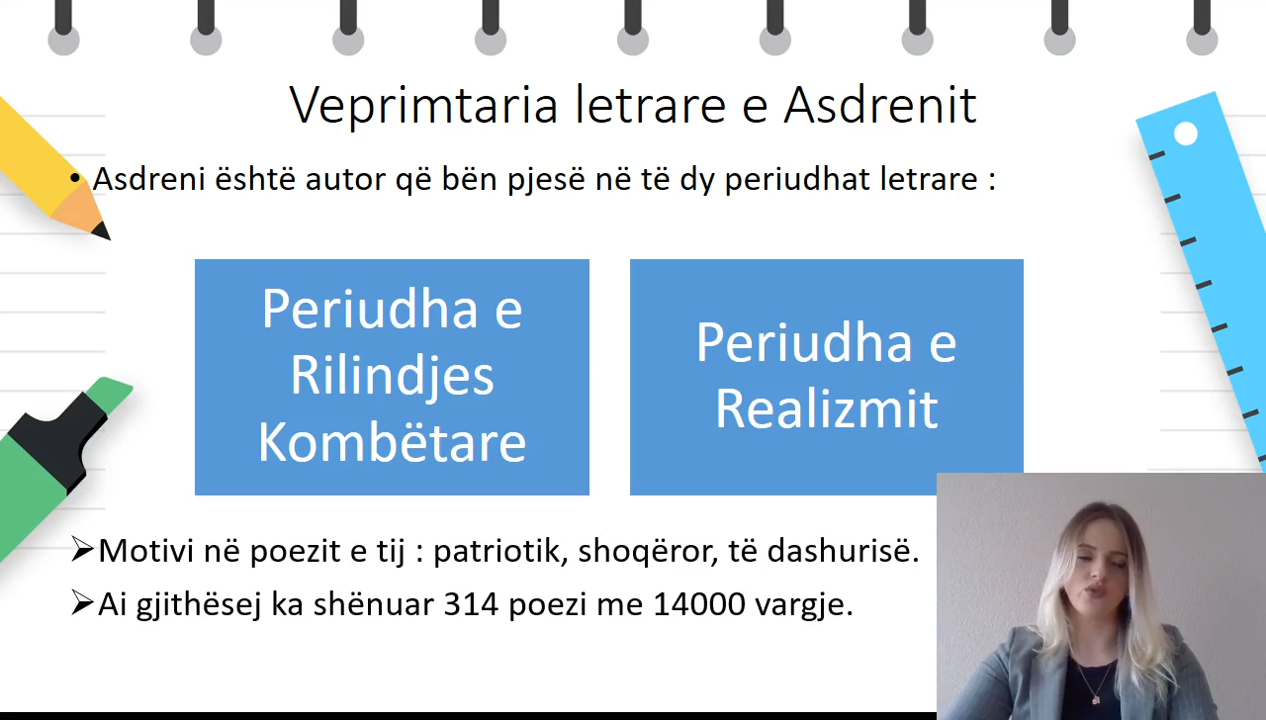 Veprimtaria letrare e Asdrenit
• Asdreni është autor që bën pjesë në të dy periudhat letrare :
Periudha e
Rilindjes
Kombëtare
Periudha e
Realizmit
➢Motivi në poezit e tij : patriotik, shoqëror, të dashurisë.
➢Ai gjithësej ka shënuar 314 poezi me 14000 vargje.